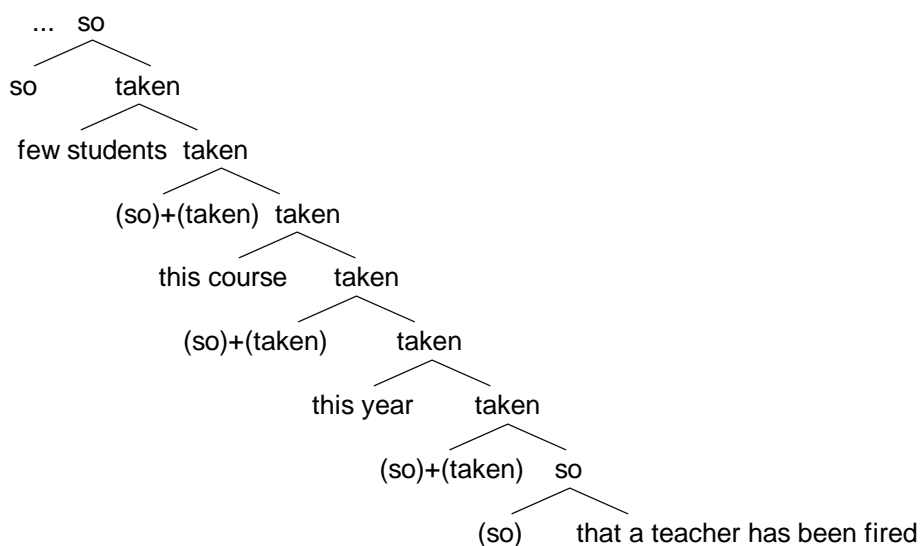 ... so
so taken
few students taken
(so)+(taken) taken
this course taken
(so)+(taken) taken
this year taken
(so)+(taken) so
(so) that a teacher has been fired